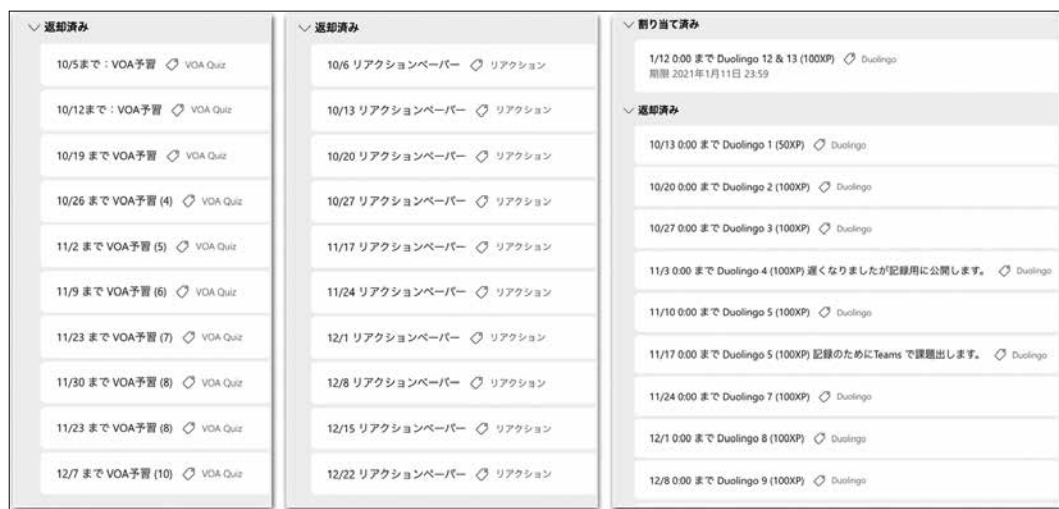 返却済み
10/5まで：VOA予習 VOA Quiz
10/12まで：VOA予習 VOA Quiz
10/19 まで VOA予習 VOA Quiz
10/26 まで VOA予習 (4) VOA Quiz
11/2 まで VOA予習 (5) VOA Quiz
11/9 まで VOA予習 (6) VOA Quiz
11/23 まで VOA予習 (7) VOA Quiz
11/30 まで VOA予習 (8) VOA Quiz
11/23 まで VOA予習 (8) VOA Quiz
12/7 まで VOA予習 (10) VOA Quiz
返却済み
10/6 リアクションペーパー リアクション
10/13 リアクションペーパー リアクション
10/20 リアクションペーパー リアクション
10/27 リアクションペーパー リアクション
11/17 リアクションペーパー リアクション
11/24 リアクションペーパー リアクション
12/1 リアクションペーパー リアクション
12/8 リアクションペーパー リアクション
12/15 リアクションペーパー リアクション
12/22 リアクションペーパー リアクション
割り当て済み
1/12 0:00 まで Duolingo 12 & 13 (100XP) Duolingo
期限 2021年1月11日 23:59
返却済み
10/13 0:00 まで Duolingo 1 (50XP) Duolingo
10/20 0:00 まで Duolingo 2 (100XP) Duolingo
10/27 0:00 まで Duolingo 3 (100XP) Duolingo
11/3 0:00 まで Duolingo 4 (100XP) 遅くなりましたが記録用に公開します。 Duolingo
11/10 0:00 まで Duolingo 5 (100XP) Duolingo
11/17 0:00 まで Duolingo 5 (100XP) 記録のためにTeams で課題出します。 Duolingo
11/24 0:00 まで Duolingo 7 (100XP) Duolingo
12/1 0:00 まで Duolingo 8 (100XP) Duolingo
12/8 0:00 まで Duolingo 9 (100XP) Duolingo